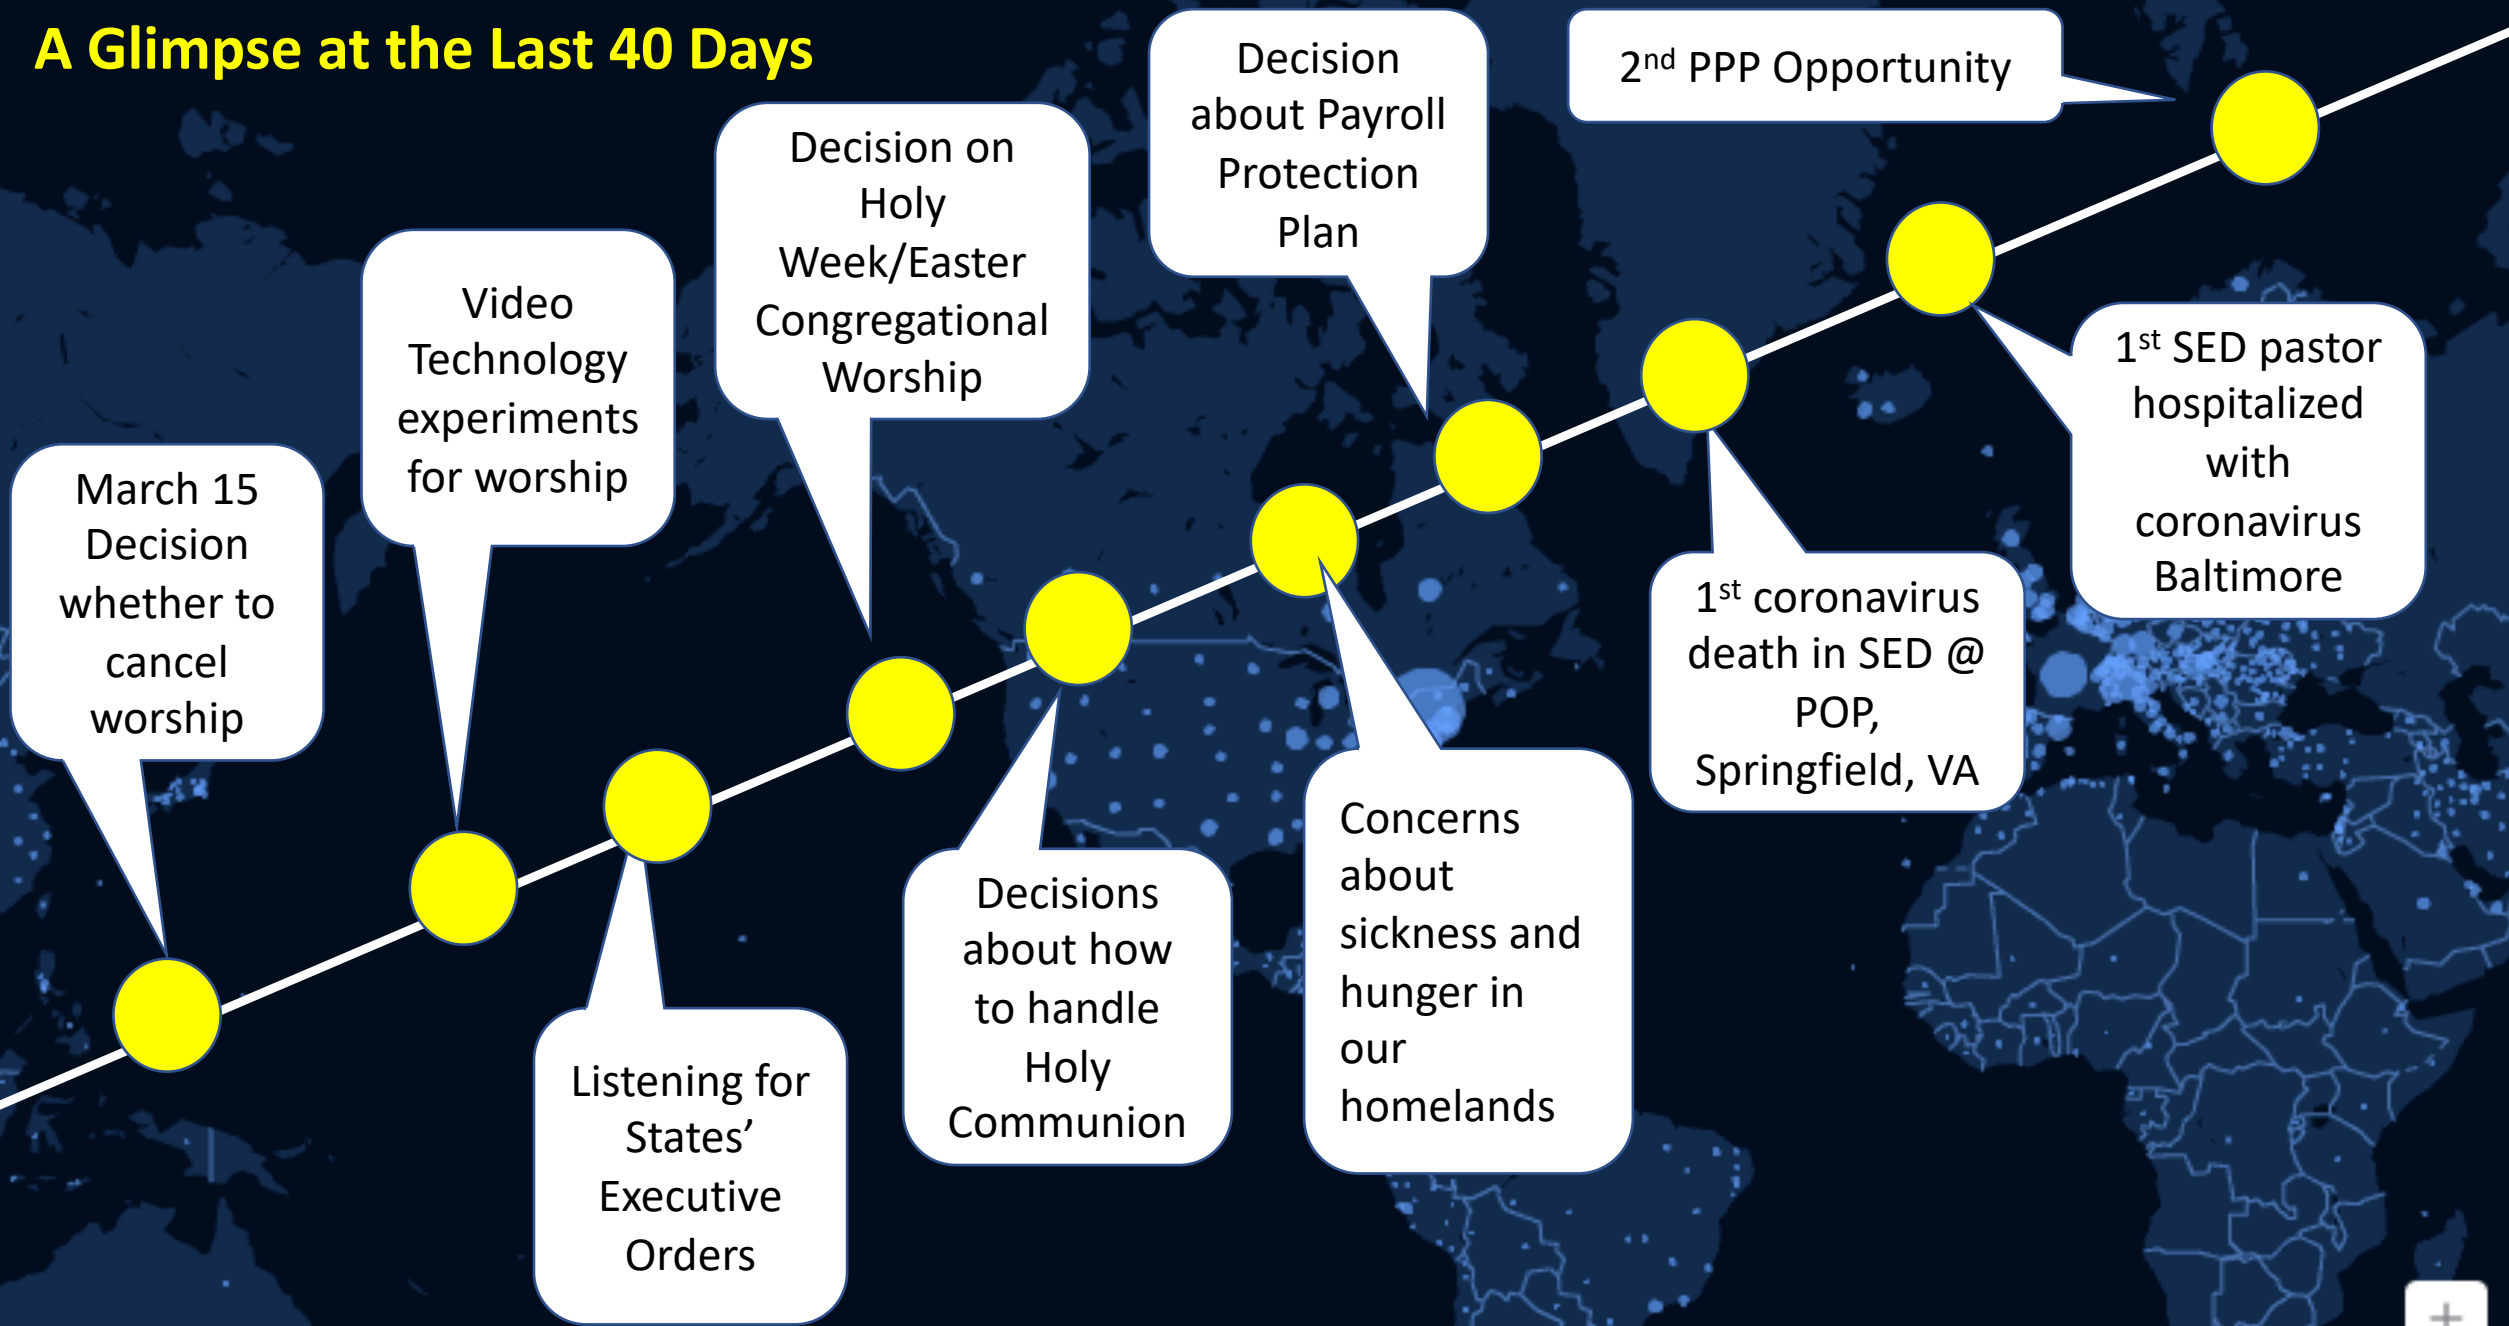 A Glimpse at the Last 40 Days
March 15
Decision
whether to
cancel
worship
Video
Technology
experiments
for worship
Listening for
States’
Executive
Orders
Decision on
Holy
Week/Easter
Congregational
Worship
Decisions
about how
to handle
Holy
Communion
Concerns
about
sickness and
hunger in
our
homelands
Decision
about Payroll
Protection
Plan
1st coronavirus
death in SED @
POP,
Springfield, VA
1st SED pastor
hospitalized
with
coronavirus
Baltimore
2nd PPP Opportunity
+